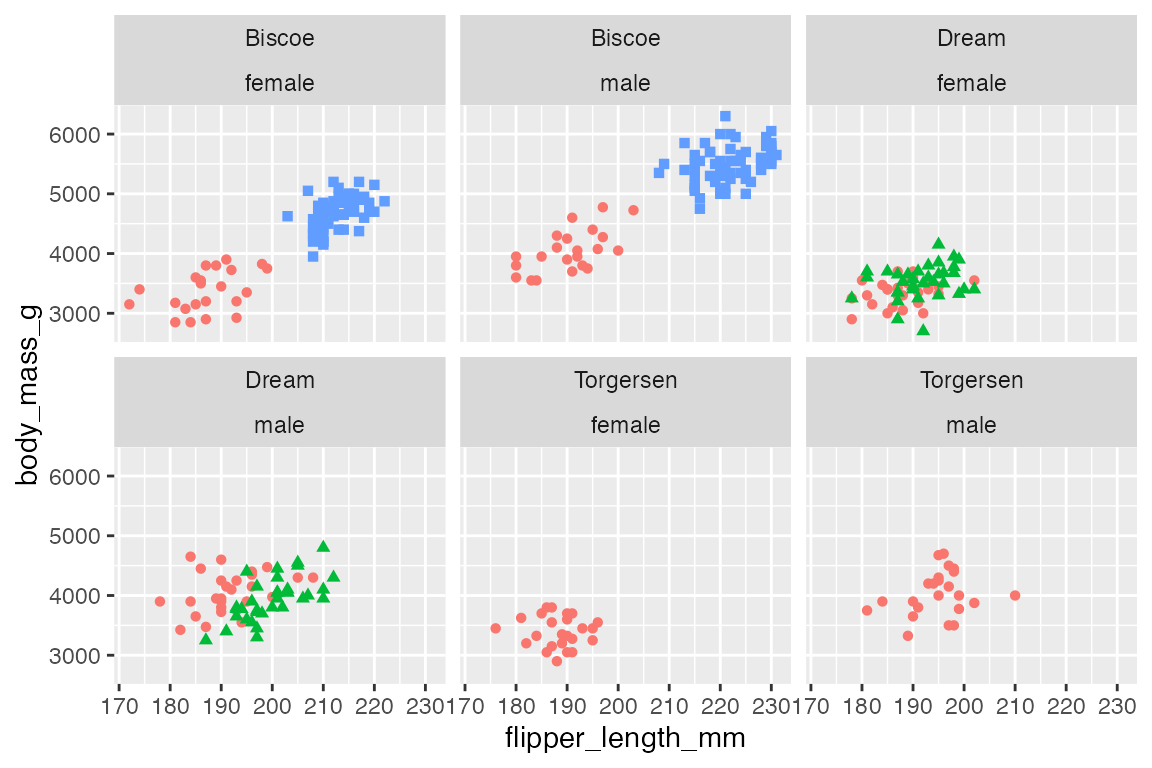 Biscoe Biscoe Dream
female male female
6000
5000
4000
3000
Dream Torgersen Torgersen
male female male
6000
5000
4000
3000
170 180 190 200 210 220 230 170 180 190 200 210 220 230 170 180 190 200 210 220 230
flipper_length_mm
body_mass_g